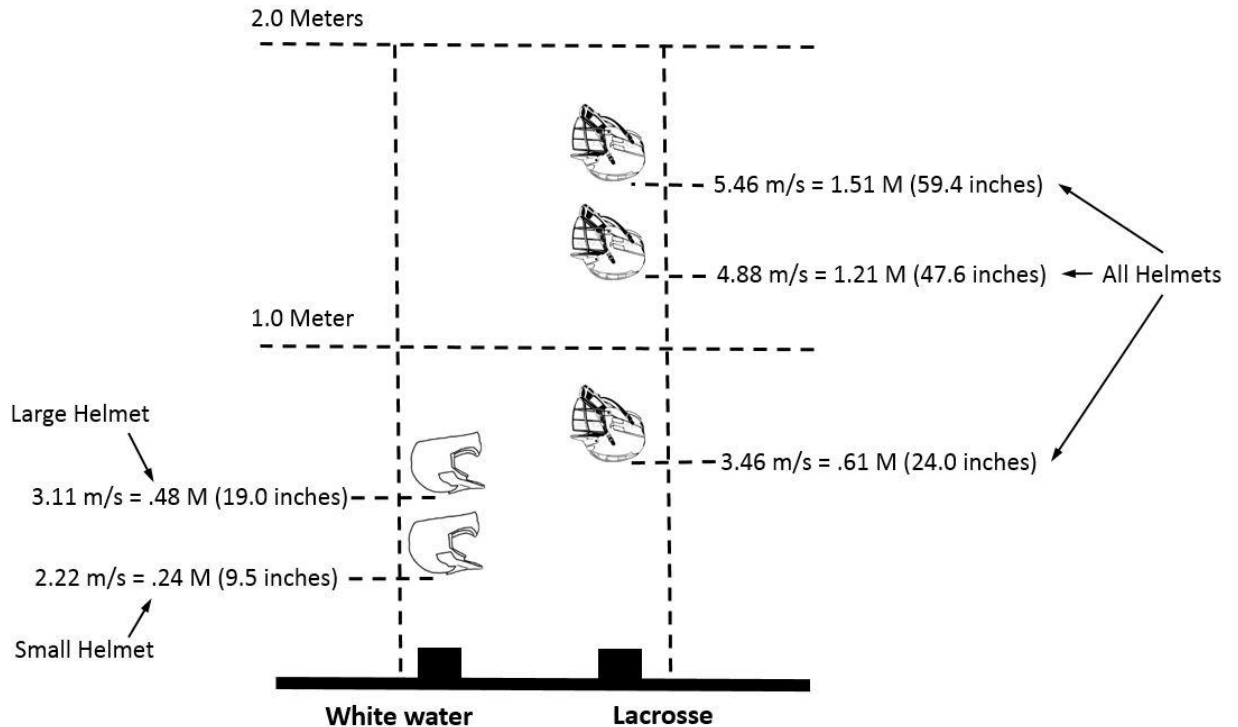 2.0 Meters
5.46 m/s = 1.51 M (59.4 inches)
4.88 m/s = 1.21 M (47.6 inches)
All Helmets
1.0 Meter
Large Helmet
3.46 m/s = .61 M (24.0 inches)
3.11 m/s = .48 M (19.0 inches)
2.22 m/s = .24 M (9.5 inches)
Small Helmet
White water
Lacrosse